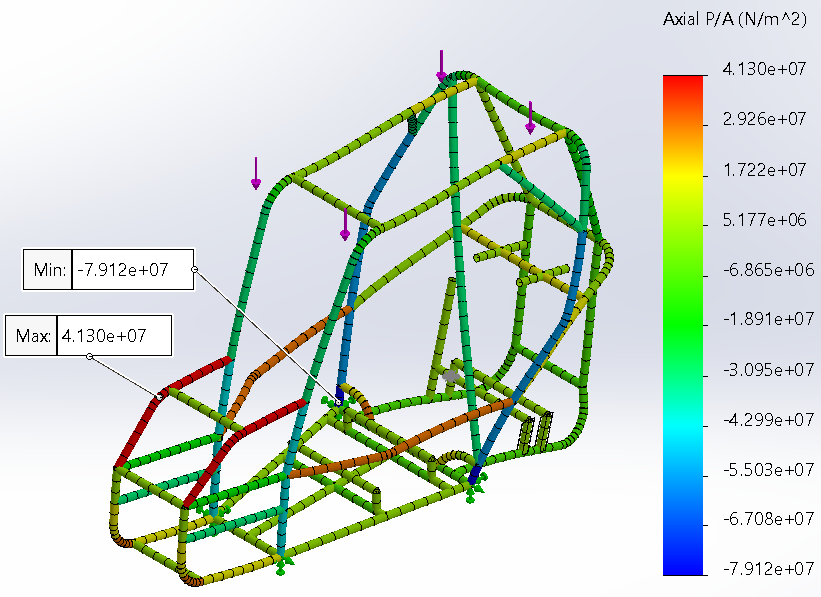 Axial P/A (N/m^2)
4.130e+07
2.926e+07
1.722e+07
5.177e+06
-6.865e+06
-1.891e+07
-3.095e+07
-4.299e+07
-5.503e+07
-6.708e+07
-7.912e+07
Min: -7.912e+07
Max: 4.130e+07